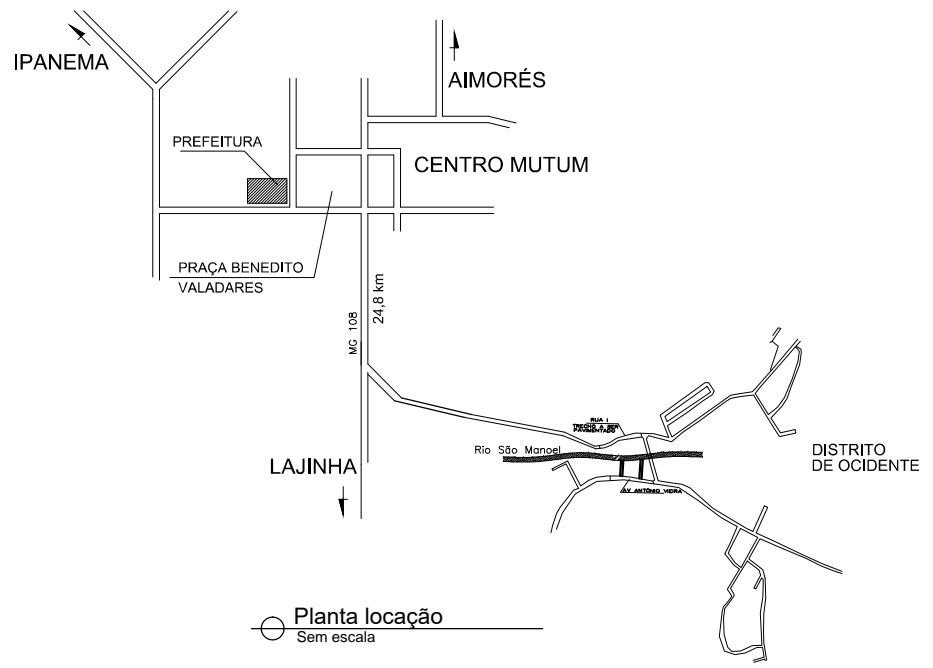 IPANEMA
AIMORÉS
PREFEITURA
CENTRO MUTUM
PRAÇA BENEDITO
VALADARES
24,8 km
MG 108
RUA 1
TRECHO A SER
PAVIMENTADO
Rio São Manoel
LAJINHA
DISTRITO
DE OCIDENTE
AV ANTÔNIO VIEIRA
Planta locação
Sem escala